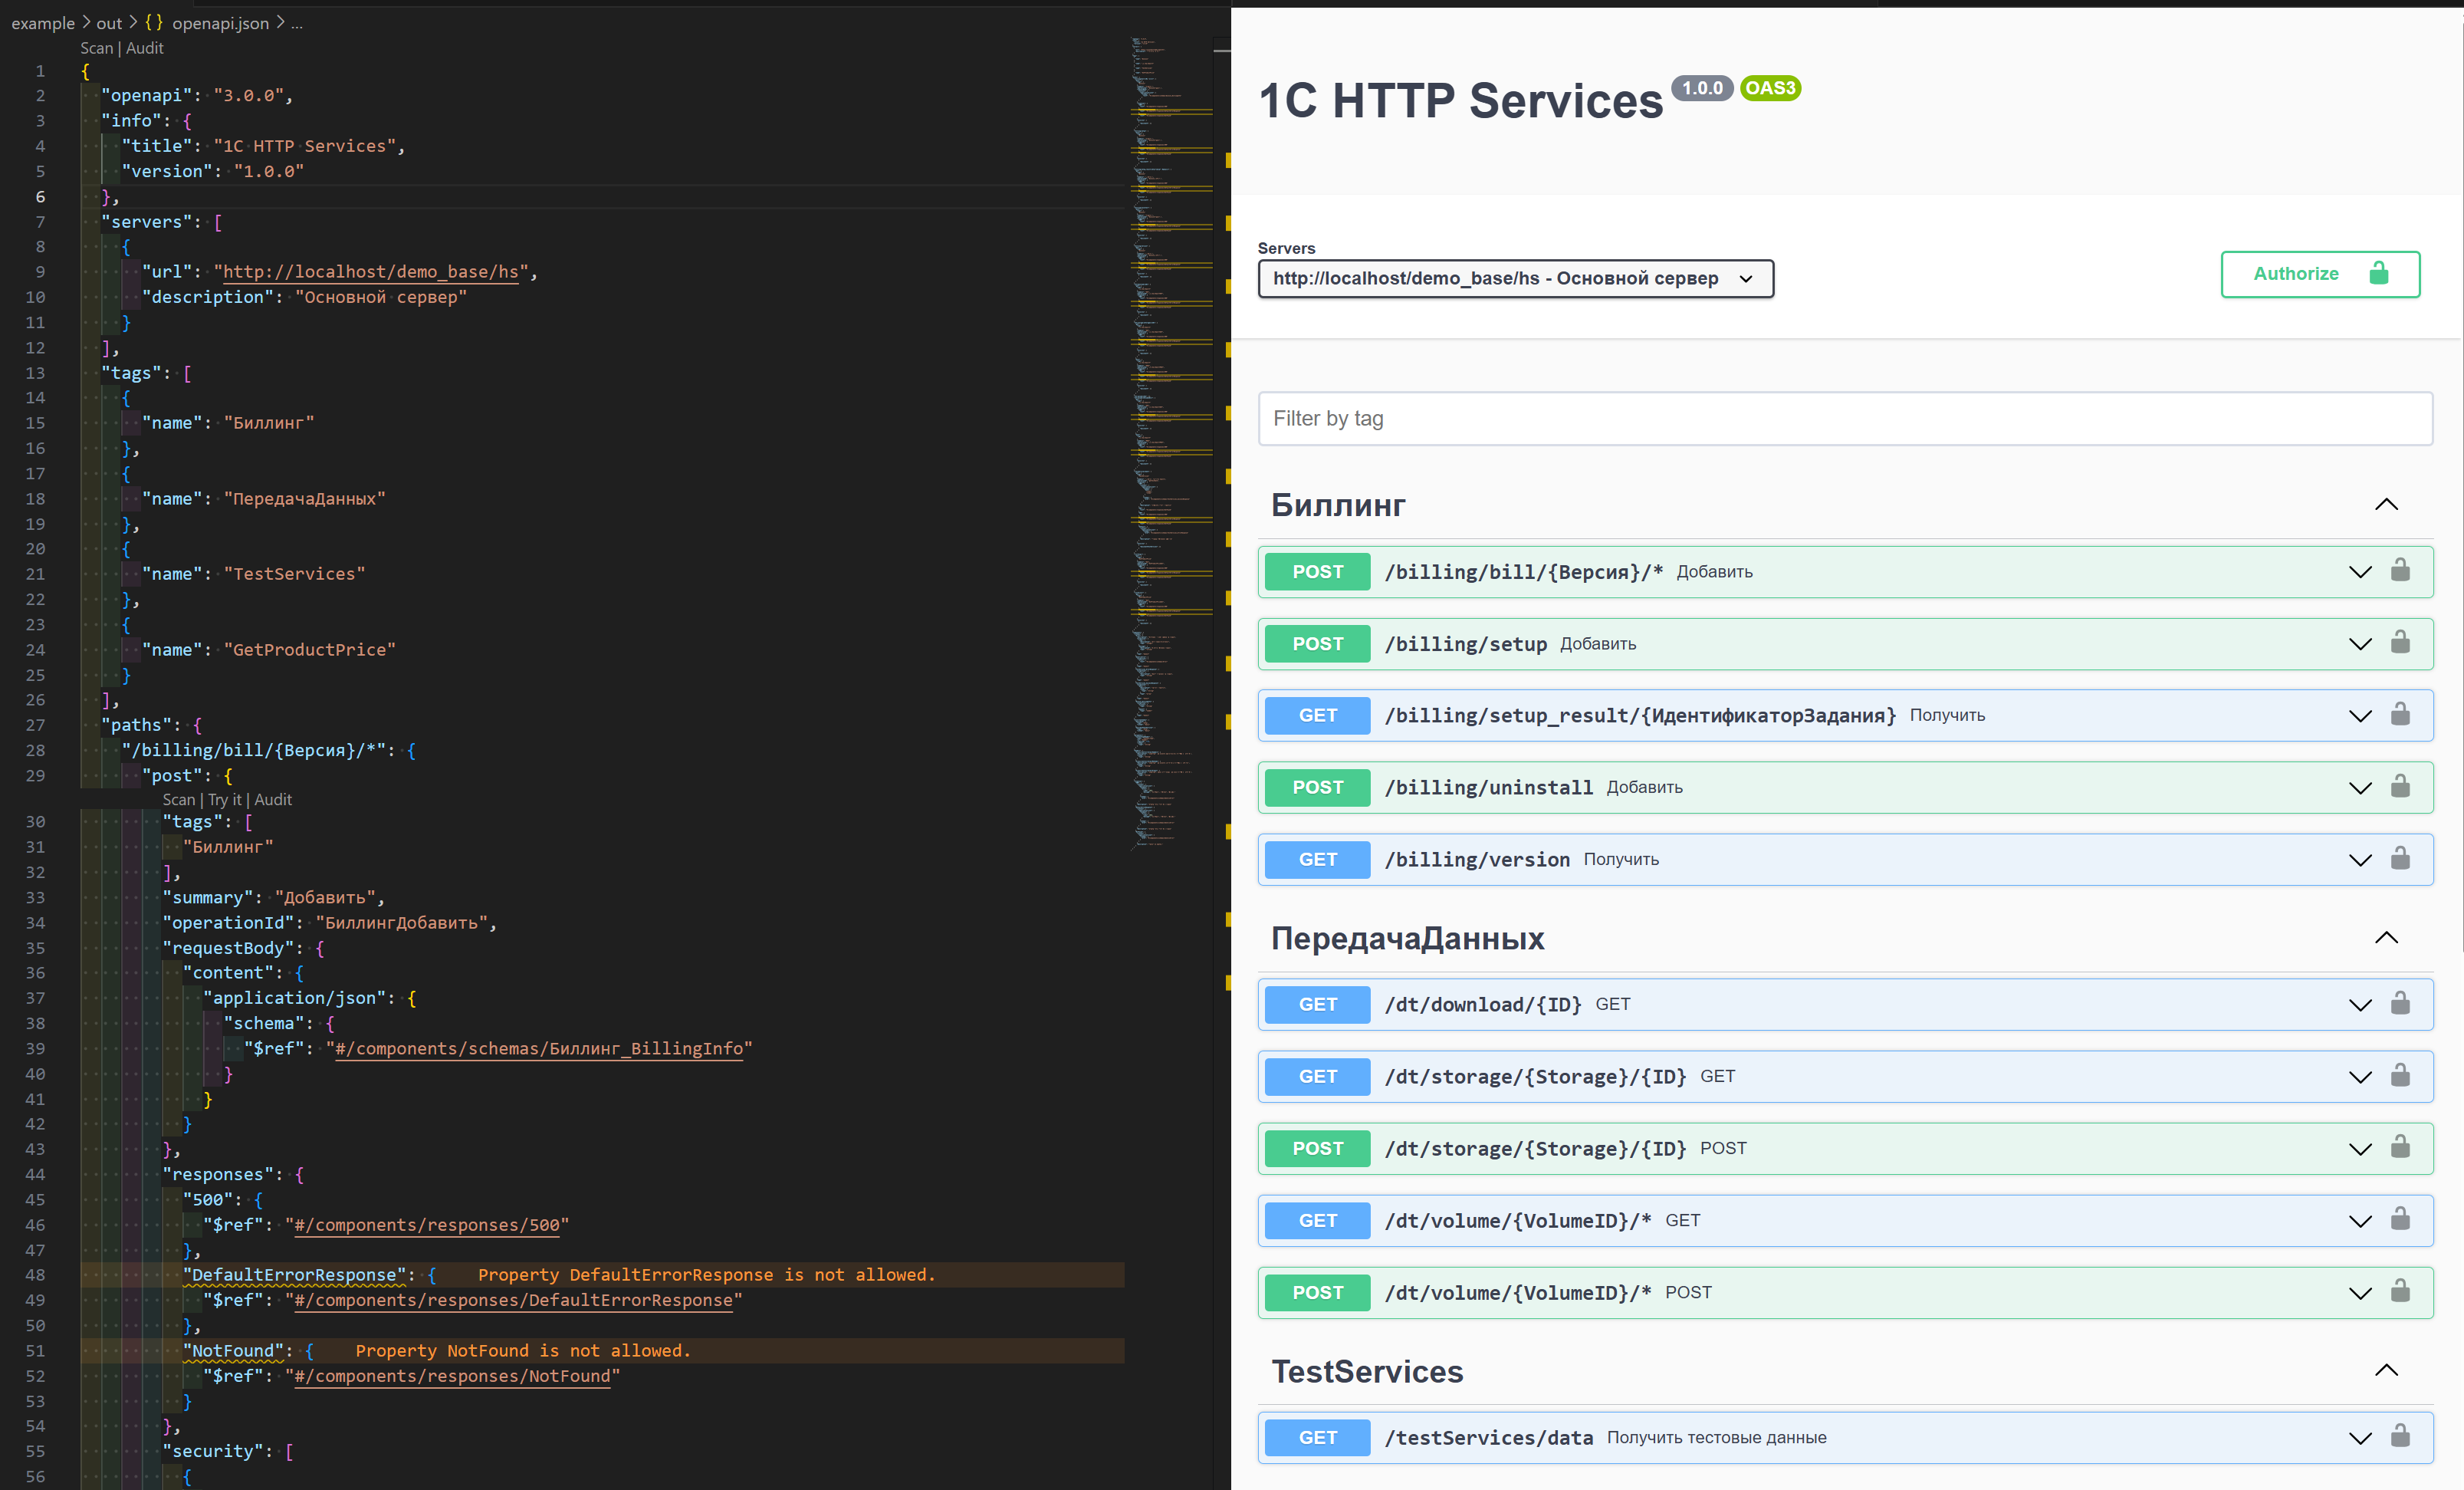 example > out > {} openapi.json > ...
Scan | Audit
1 {
2 "openapi": "3.0.0",
3 "info": {
4 "title": "1C HTTP Services",
5 "version": "1.0.0"
6 },
7 "servers": [
8 {
9 "url": "http://localhost/demo_base/hs",
10 "description": "Основной сервер"
11 }
12 ],
13 "tags": [
14 {
15 "name": "Биллинг"
16 },
17 {
18 "name": "ПередачаДанных"
19 },
20 {
21 "name": "TestServices"
22 },
23 {
24 "name": "GetProductPrice"
25 }
26 ],
27 "paths": {
28 "/billing/bill/{Версия}/*": {
29 "post": {
Scan | Try it | Audit
30 "tags": [
31 "Биллинг"
32 ],
33 "summary": "Добавить",
34 "operationId": "БиллингДобавить",
35 "requestBody": {
36 "content": {
37 "application/json": {
38 "schema": {
39 "$ref": "#/components/schemas/Биллинг_BillingInfo"
40 }
41 }
42 }
43 },
44 "responses": {
45 "500": {
46 "$ref": "#/components/responses/500"
47 },
48 "DefaultErrorResponse": { Property DefaultErrorResponse is not allowed.
49 "$ref": "#/components/responses/DefaultErrorResponse"
50 },
51 "NotFound": { Property NotFound is not allowed.
52 "$ref": "#/components/responses/NotFound"
53 }
54 },
55 "security": [
56 {
1C HTTP Services 1.0.0 OAS3
Servers
http://localhost/demo_base/hs - Основной сервер
Authorize
Filter by tag
Биллинг
POST /billing/bill/{Версия}/* Добавить
POST /billing/setup Добавить
GET /billing/setup_result/{ИдентификаторЗадания} Получить
POST /billing/uninstall Добавить
GET /billing/version Получить
ПередачаДанных
GET /dt/download/{ID} GET
GET /dt/storage/{Storage}/{ID} GET
POST /dt/storage/{Storage}/{ID} POST
GET /dt/volume/{VolumeID}/* GET
POST /dt/volume/{VolumeID}/* POST
TestServices
GET /testServices/data Получить тестовые данные